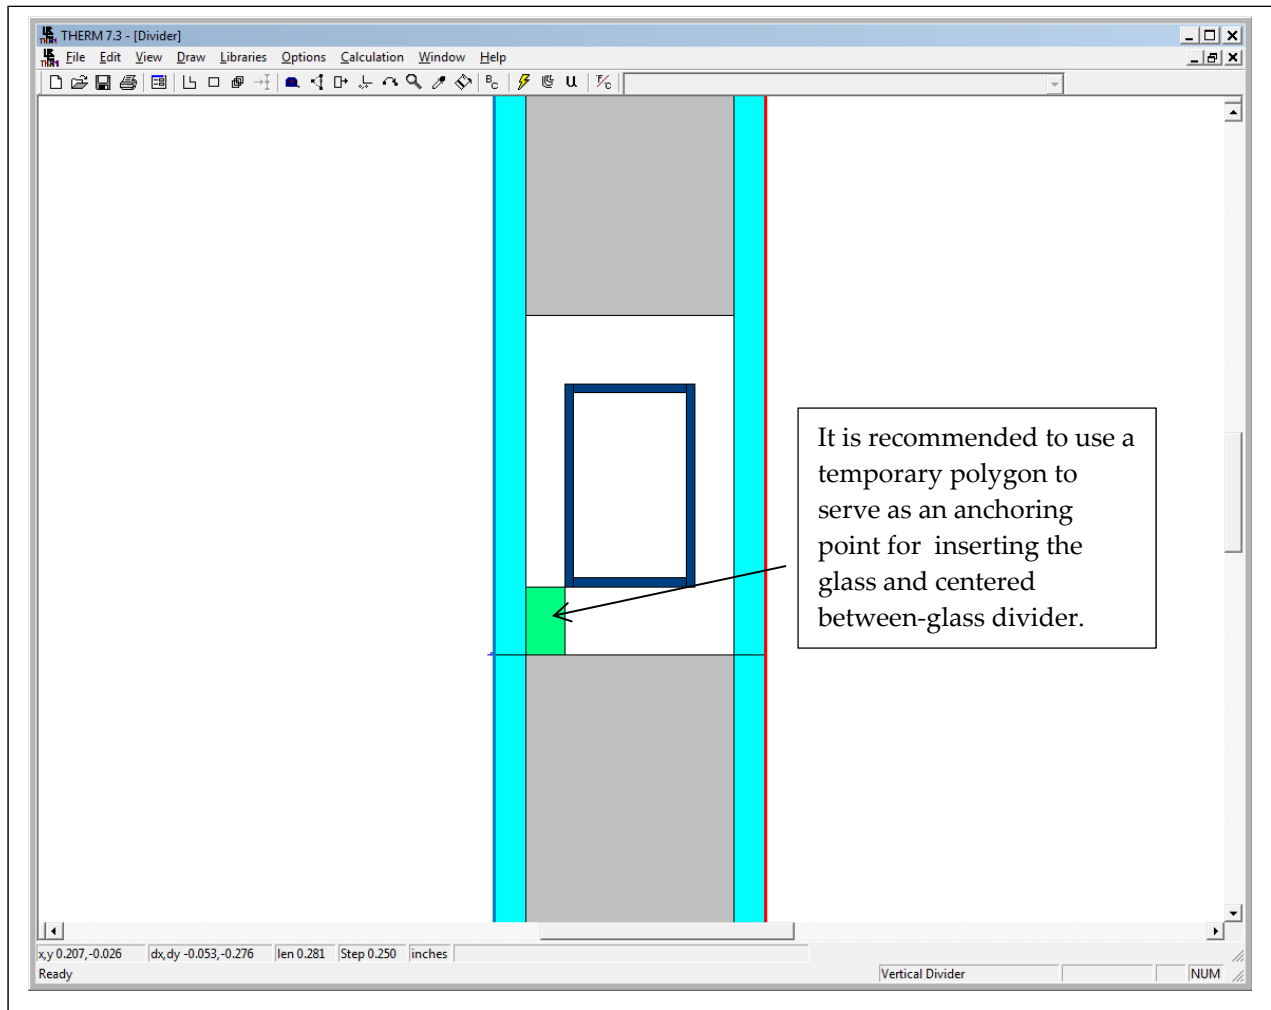 THERM 7.3 - [Divider]
File Edit View Draw Libraries Options Calculation Window Help
It is recommended to use a
temporary polygon to
serve as an anchoring
point for inserting the
glass and centered
between-glass divider.
x,y 0.207,-0.026 dx,dy -0.053,-0.276 len 0.281 Step 0.250 inches
Ready Vertical Divider NUM